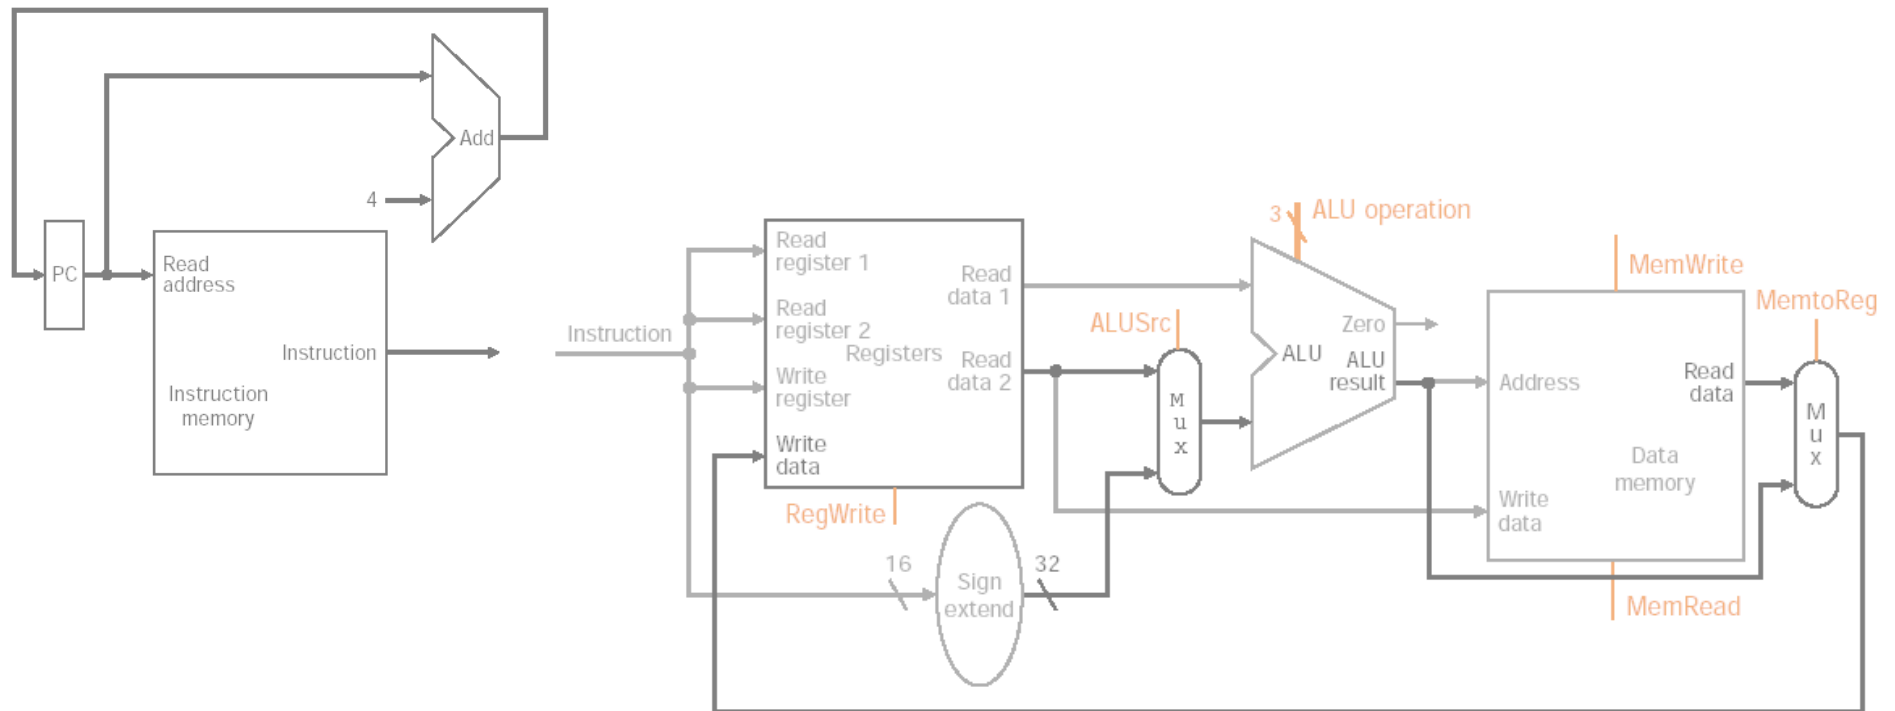 Add
4
PC
Read
address
Instruction
Instruction
memory
Instruction
Read
register 1
Read
register 2
Registers
Write
register
Write
data
Read
data 1
Read
data 2
RegWrite
16
Sign
extend
32
ALUSrc
M
u
x
3
ALU operation
Zero
ALU
ALU
result
MemWrite
Address
Read
data
Data
memory
Write
data
MemRead
MemtoReg
M
u
x